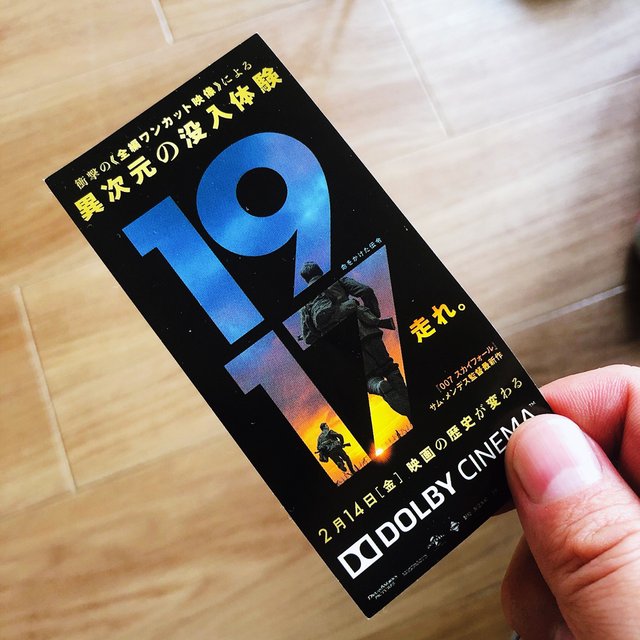 衝撃の《全編ワンカット映像》による
異次元の没入体験
19
17
命をかけた伝令
走れ。
『007 スカイフォール』
サム・メンデス監督最新作
2月14日[金] 映画の歴史が変わる
DOLBY CINEMA™